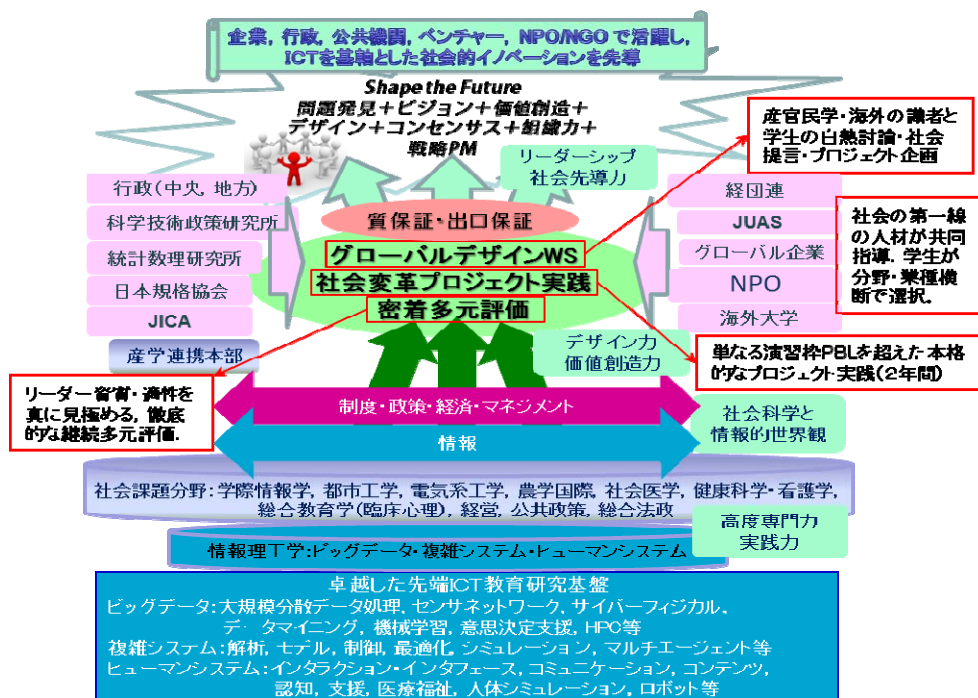 企業, 行政, 公共機関, ベンチャー, NPO/NGO で活躍し,
ICTを基軸とした社会的イノベーションを先導
Shape the Future
問題発見＋ビジョン＋価値創造＋
デザイン＋コンセンサス＋組織力＋
戦略PM
リーダーシップ
社会先導力
産官民学・海外の識者と
学生の白熱討論・社会
提言・プロジェクト企画
行政(中央, 地方)
科学技術政策研究所
統計数理研究所
日本規格協会
JICA
産学連携本部
質保証・出口保証
グローバルデザインWS
社会変革プロジェクト実践
密着多元評価
経団連
JUAS
グローバル企業
NPO
海外大学
社会の第一線
の人材が共同
指導. 学生が
分野・業種横
断で選択.
デザイン力
価値創造力
単なる演習枠PBLを超えた本格
的なプロジェクト実践(2年間)
リーダー資質・適性を
真に見極める, 徹底
的な継続多元評価.
制度・政策・経済・マネジメント
情報
社会科学と
情報的世界観
社会課題分野：学際情報学, 都市工学, 電気系工学, 農学国際, 社会医学, 健康科学・看護学,
総合教育学(臨床心理), 経営, 公共政策, 総合法政
高度専門力
実践力
情報理工学：ビッグデータ・複雑システム・ヒューマンシステム
卓越した先端ICT教育研究基盤
ビッグデータ：大規模分散データ処理, センサネットワーク, サイバーフィジカル,
データマイニング, 機械学習, 意思決定支援, HPC等
複雑システム：解析, モデル, 制御, 最適化, シミュレーション, マルチエージェント等
ヒューマンシステム：インタラクション・インタフェース, コミュニケーション, コンテンツ,
認知, 支援, 医療福祉, 人体シミュレーション, ロボット等